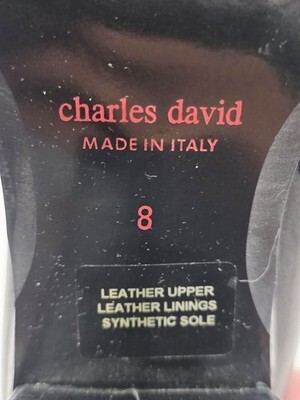 charles david
MADE IN ITALY
8
LEATHER UPPER
LEATHER LININGS
SYNTHETIC SOLE